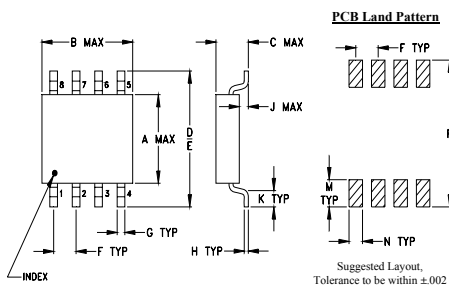 PCB Land Pattern
B MAX
C MAX
F TYP
8 7 6 5
J MAX
A MAX
D
E
K TYP
M
TYP
1 2 3 4
G TYP
F TYP
H TYP
N TYP
INDEX
Suggested Layout,
Tolerance to be within ±.002